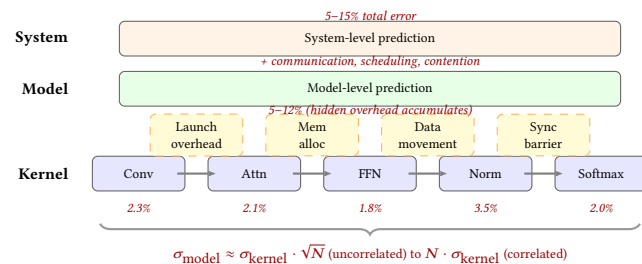 5–15% total error
System
System-level prediction
+ communication, scheduling, contention
Model
Model-level prediction
5–12% (hidden overhead accumulates)
Launch overhead
Mem alloc
Data movement
Sync barrier
Kernel
Conv
Attn
FFN
Norm
Softmax
2.3%
2.1%
1.8%
3.5%
2.0%
σmodel ≈ σkernel · √N (uncorrelated) to N · σkernel (correlated)